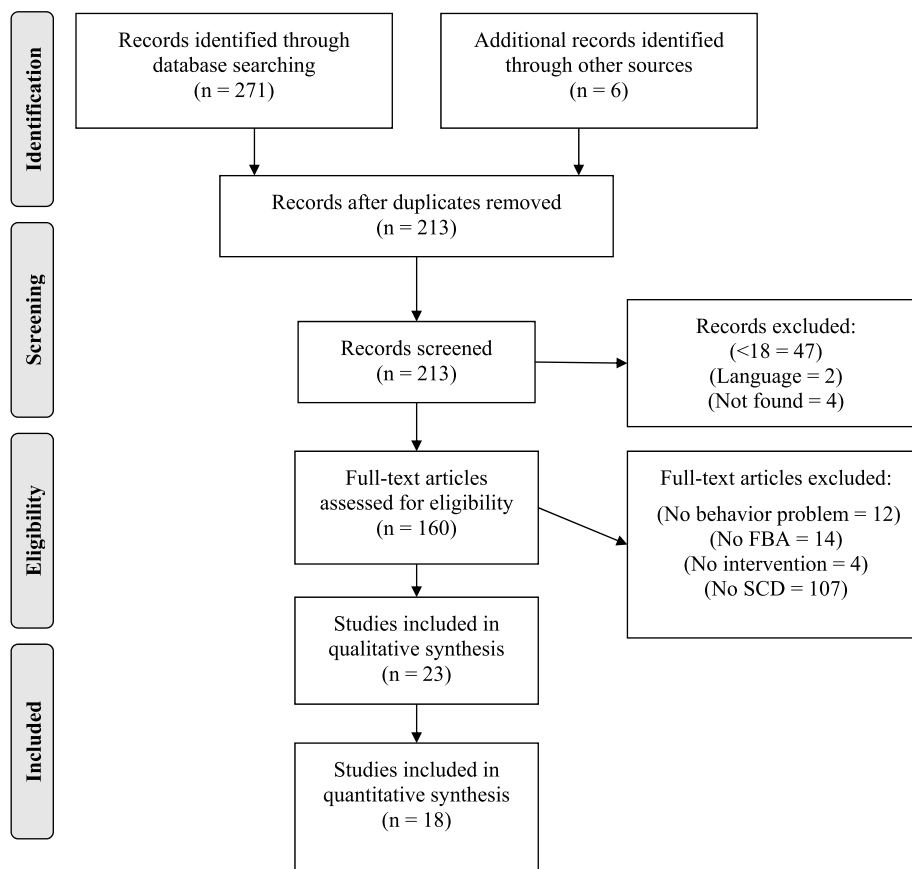 Identification
Records identified through
database searching
(n = 271)
Additional records identified
through other sources
(n = 6)
Records after duplicates removed
(n = 213)
Screening
Records screened
(n = 213)
Records excluded:
(<18 = 47)
(Language = 2)
(Not found = 4)
Eligibility
Full-text articles
assessed for eligibility
(n = 160)
Full-text articles excluded:
(No behavior problem = 12)
(No FBA = 14)
(No intervention = 4)
(No SCD = 107)
Studies included in
qualitative synthesis
(n = 23)
Included
Studies included in
quantitative synthesis
(n = 18)